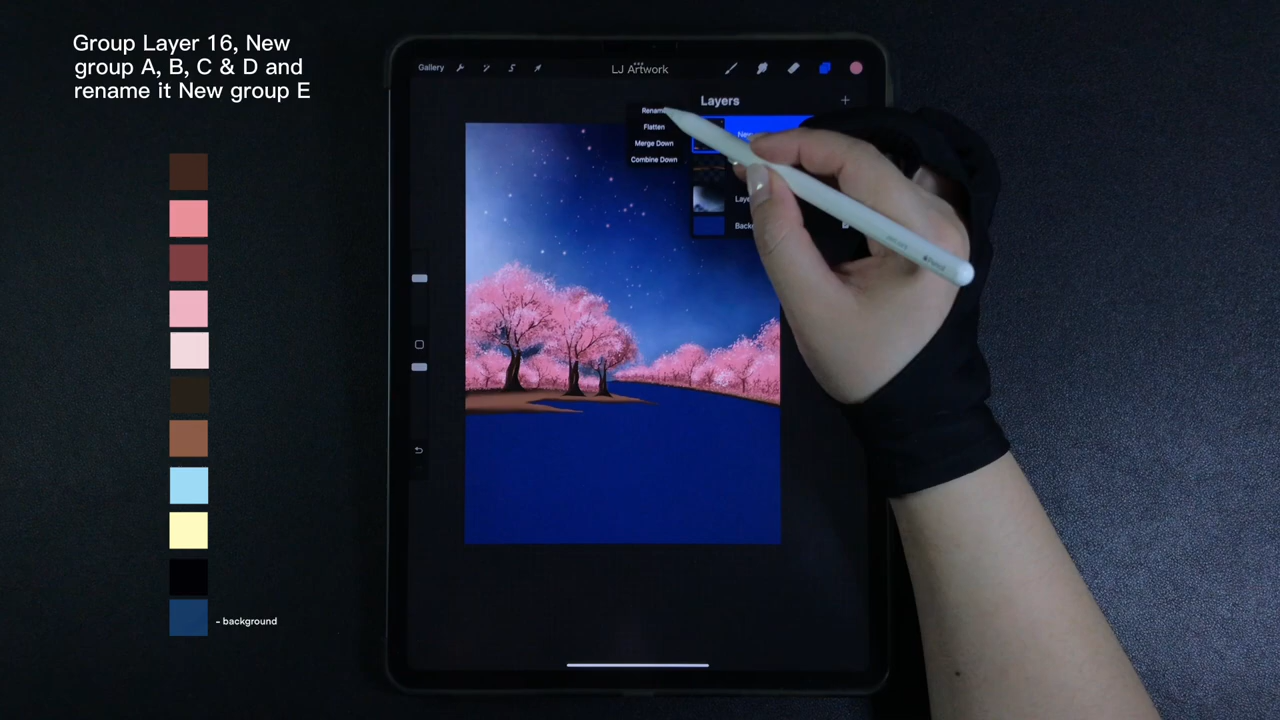 Group Layer 16, New
group A, B, C & D and
rename it New group E
Gallery
LJ Artwork
Layers
Rename
Flatten
Merge Down
Combine Down
- background